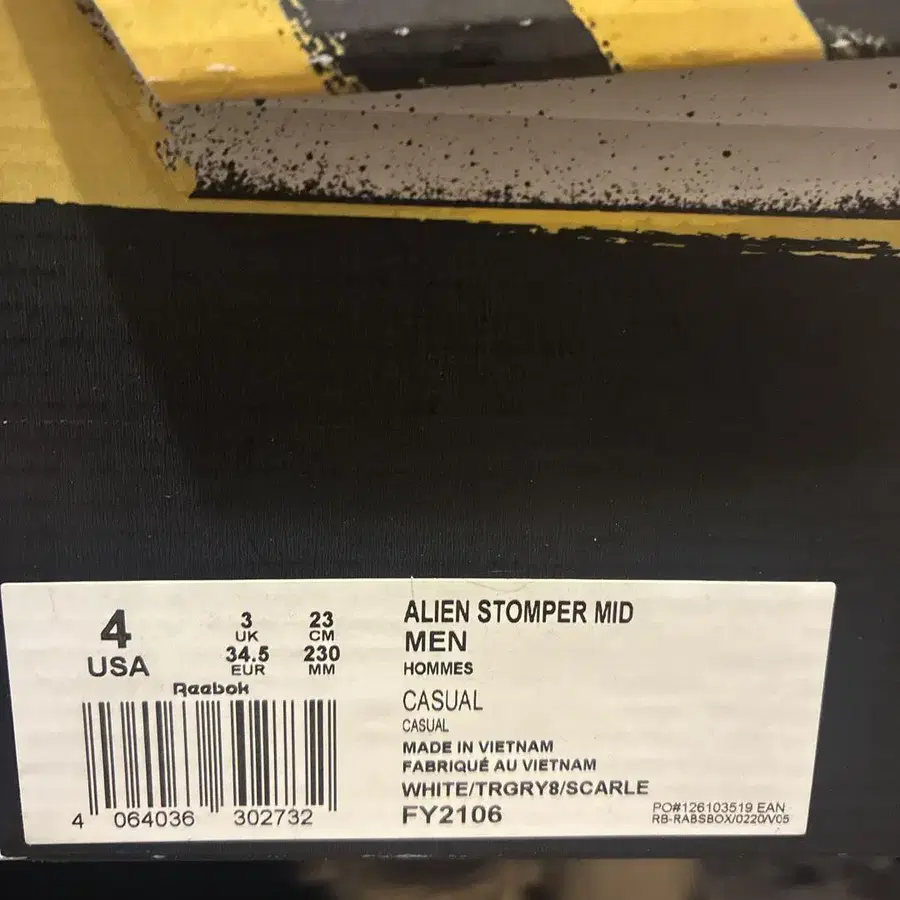 4
USA
3
UK
34.5
EUR
23
CM
230
MM
Reebok
4 064036 302732
ALIEN STOMPER MID
MEN
HOMMES
CASUAL
CASUAL
MADE IN VIETNAM
FABRIQUÉ AU VIETNAM
WHITE/TRGRY8/SCARLE
FY2106
PO#126103519 EAN
RB-RABSBOX/0220/V05